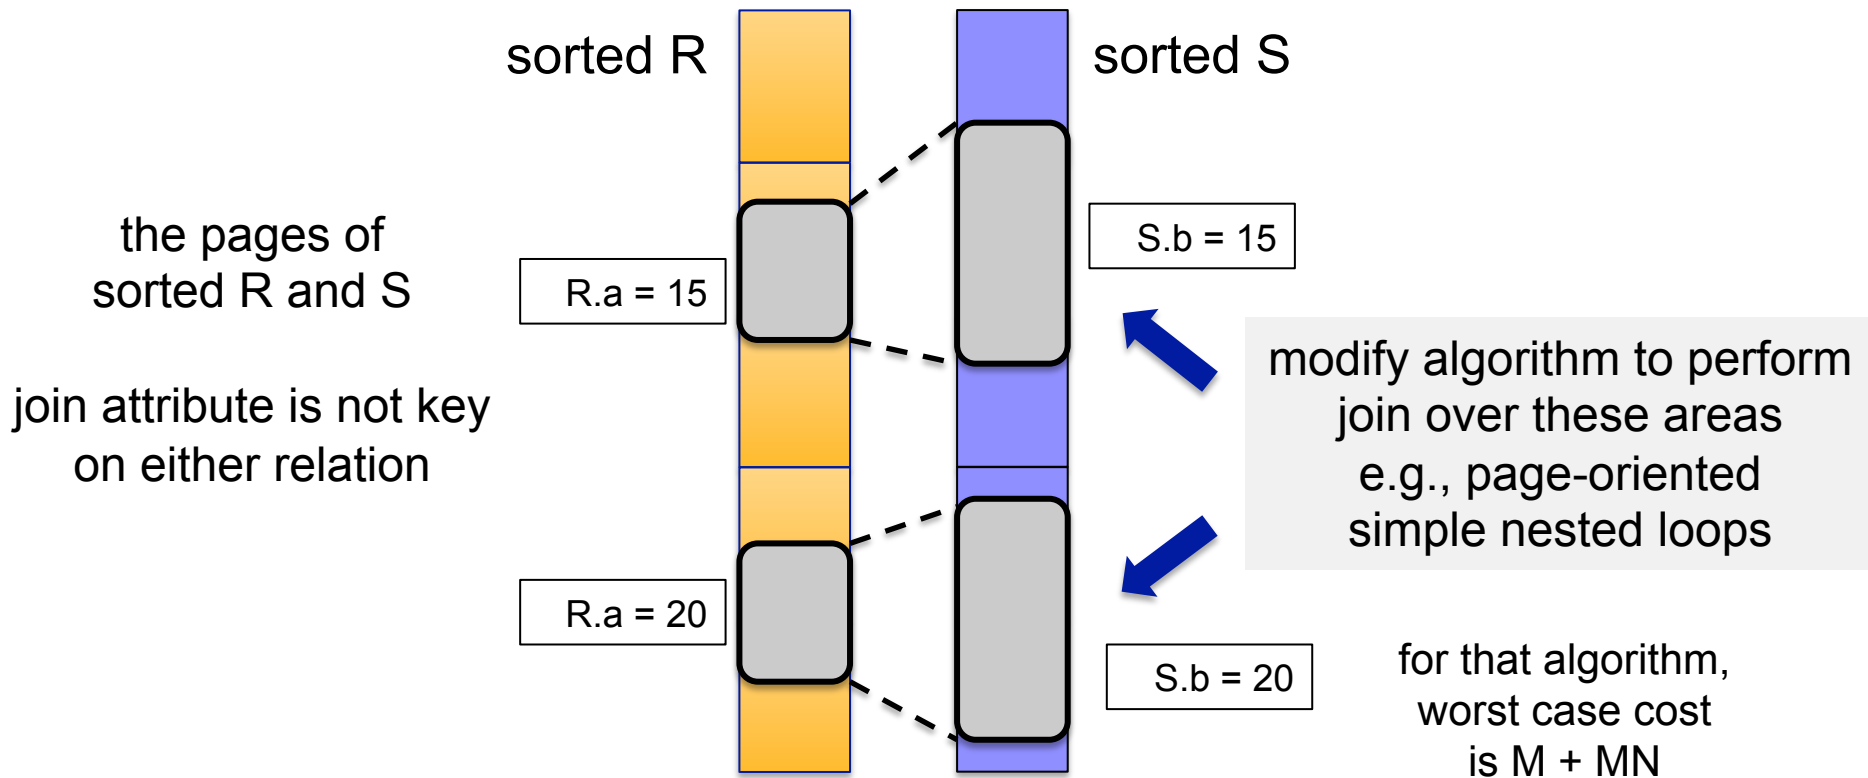 sorted R
sorted S
the pages of
sorted R and S
join attribute is not key
on either relation
R.a = 15
S.b = 15
modify algorithm to perform
join over these areas
e.g., page-oriented
simple nested loops
R.a = 20
S.b = 20
for that algorithm,
worst case cost
is M + MN